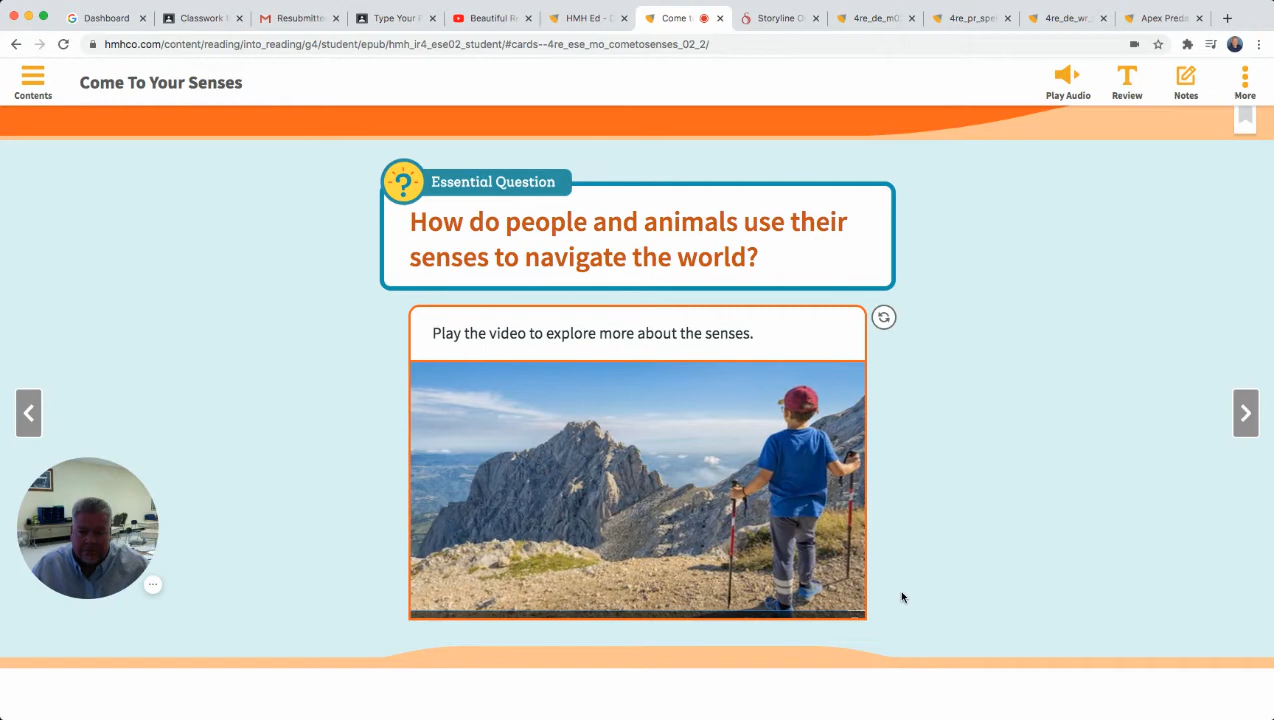 Dashboard
Classwork
Resubmitte
Type Your
Beautiful Re
HMH Ed -
Come
Storyline O
4re_de_m0
4re_pr_spe
4re_de_wr_
Apex Preda
hmhco.com/content/reading/into_reading/g4/student/epub/hmh_ir4_ese02_student/#cards--4re_ese_mo_cometosenses_02_2/
Contents
Come To Your Senses
Play Audio
Review
Notes
More
? Essential Question
How do people and animals use their
senses to navigate the world?
Play the video to explore more about the senses.